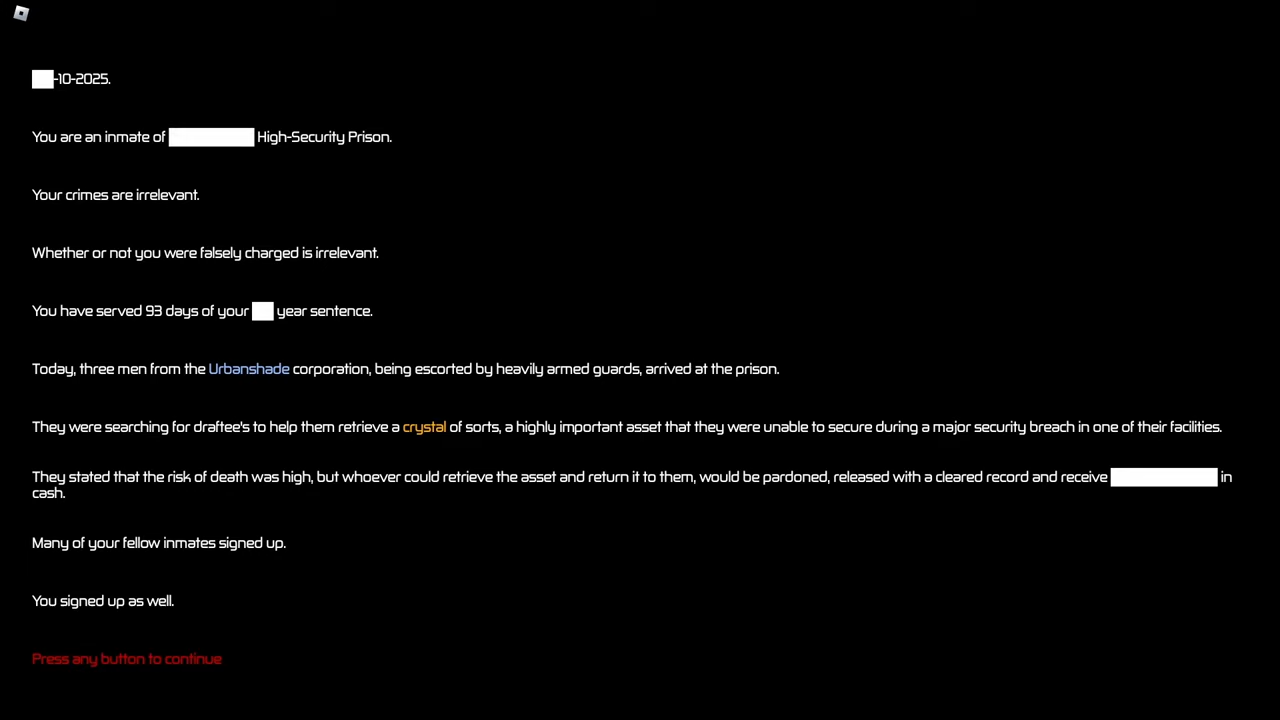 -10-2025.
You are an inmate of High-Security Prison.
Your crimes are irrelevant.
Whether or not you were falsely charged is irrelevant.
You have served 93 days of your year sentence.
Today, three men from the Urbanshade corporation, being escorted by heavily armed guards, arrived at the prison.
They were searching for draftee's to help them retrieve a crystal of sorts, a highly important asset that they were unable to secure during a major security breach in one of their facilities.
They stated that the risk of death was high, but whoever could retrieve the asset and return it to them, would be pardoned, released with a cleared record and receive in
cash.
Many of your fellow inmates signed up.
You signed up as well.
Press any button to continue